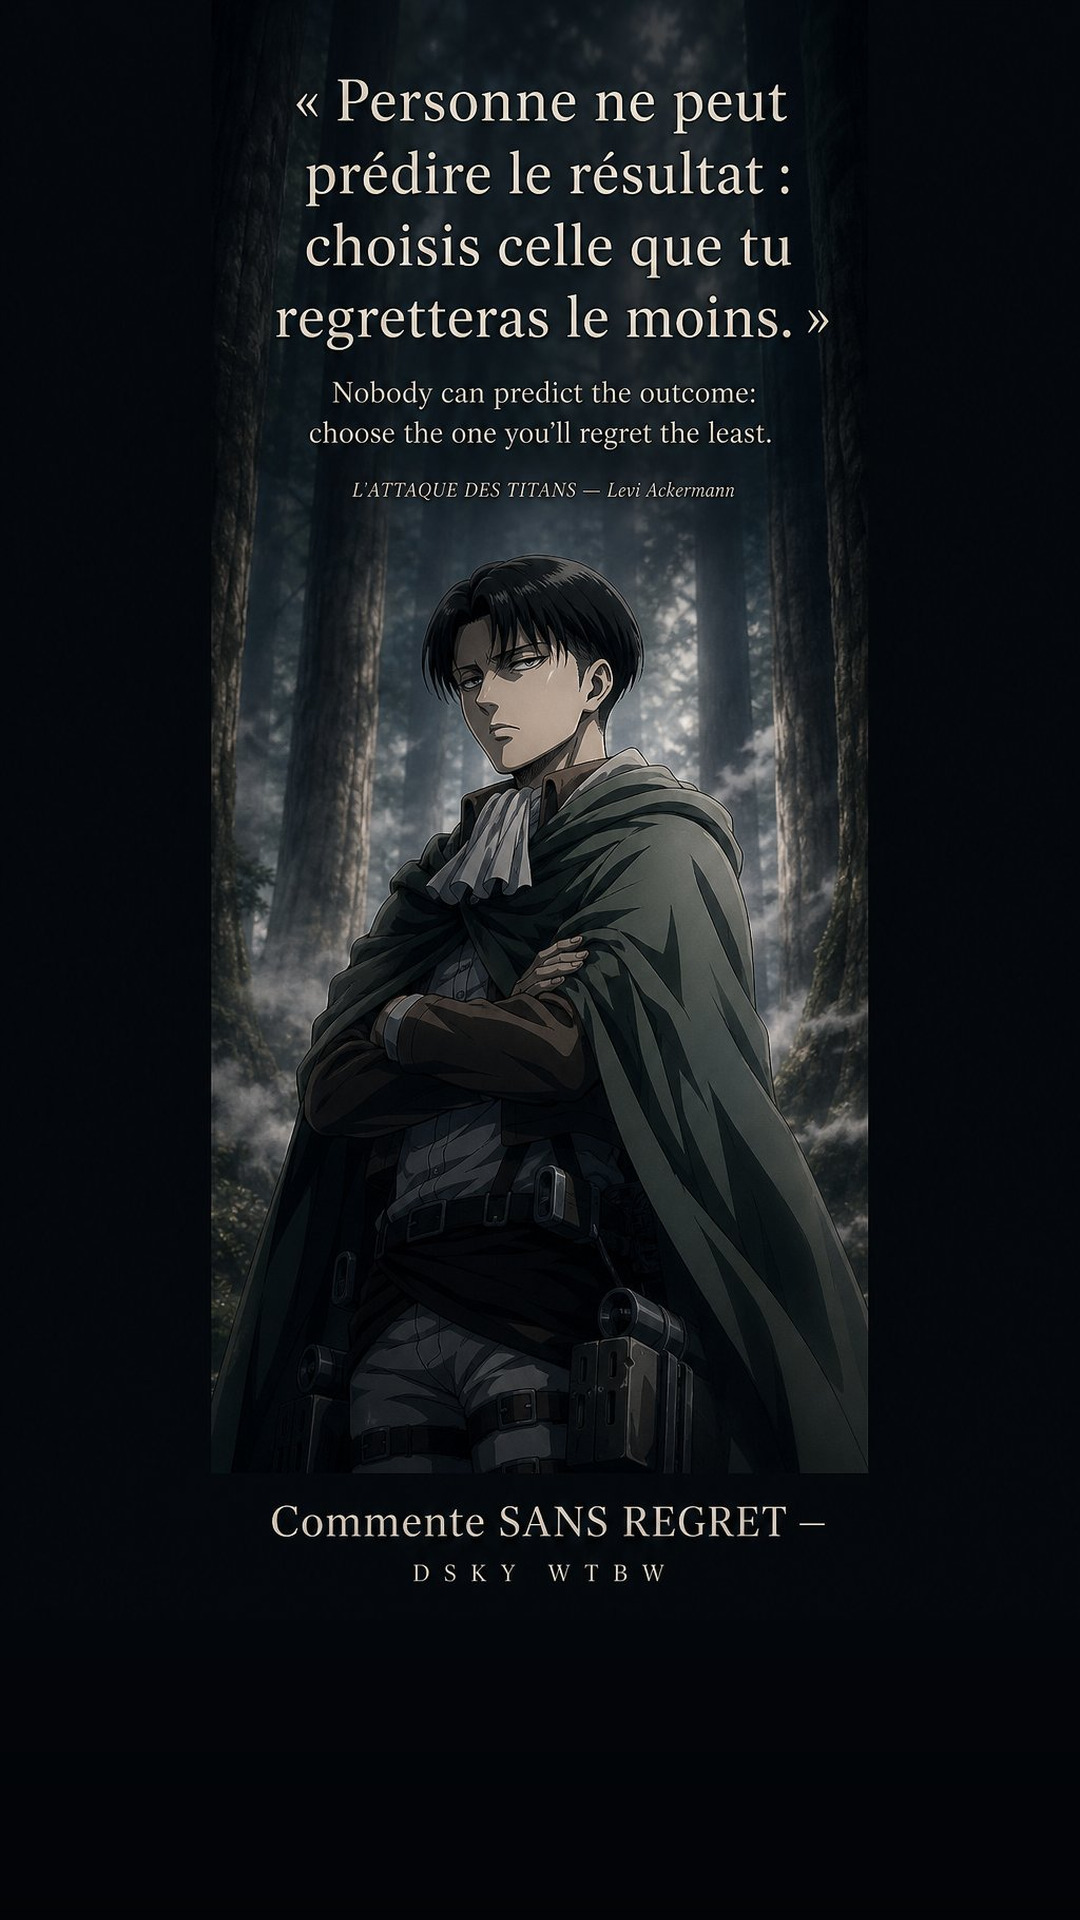 « Personne ne peut
prédire le résultat :
choisis celle que tu
regretteras le moins. »
Nobody can predict the outcome:
choose the one you’ll regret the least.
L’ATTAQUE DES TITANS — Levi Ackermann
Commente SANS REGRET –
DSKY WTBW